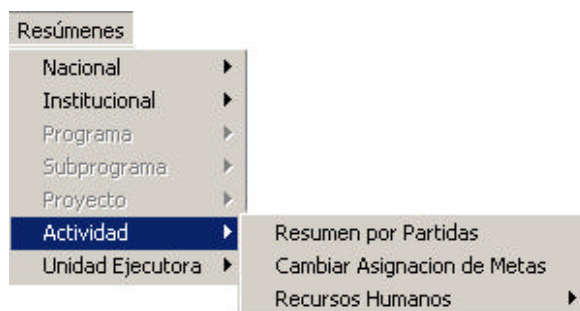 Resúmenes
Nacional
Institucional
Programa
Subprograma
Proyecto
Actividad
Unidad Ejecutora
Resumen por Partidas
Cambiar Asignacion de Metas
Recursos Humanos